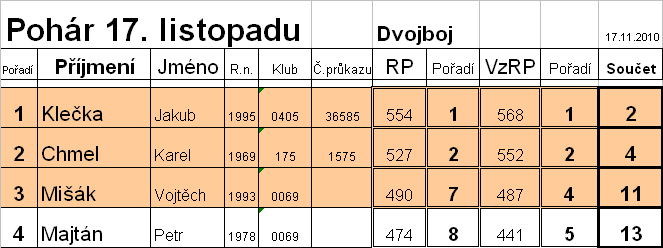 Pohár 17. listopadu Dvojboj 17.11.2010
Pořadí Příjmení Jméno R.n. Klub Č.průkazu RP Pořadí VzRP Pořadí Součet
1 Klečka Jakub 1995 0405 36585 554 1 568 1 2
2 Chmel Karel 1969 175 1575 527 2 552 2 4
3 Mišák Vojtěch 1993 0069 490 7 487 4 11
4 Majtán Petr 1978 0069 474 8 441 5 13